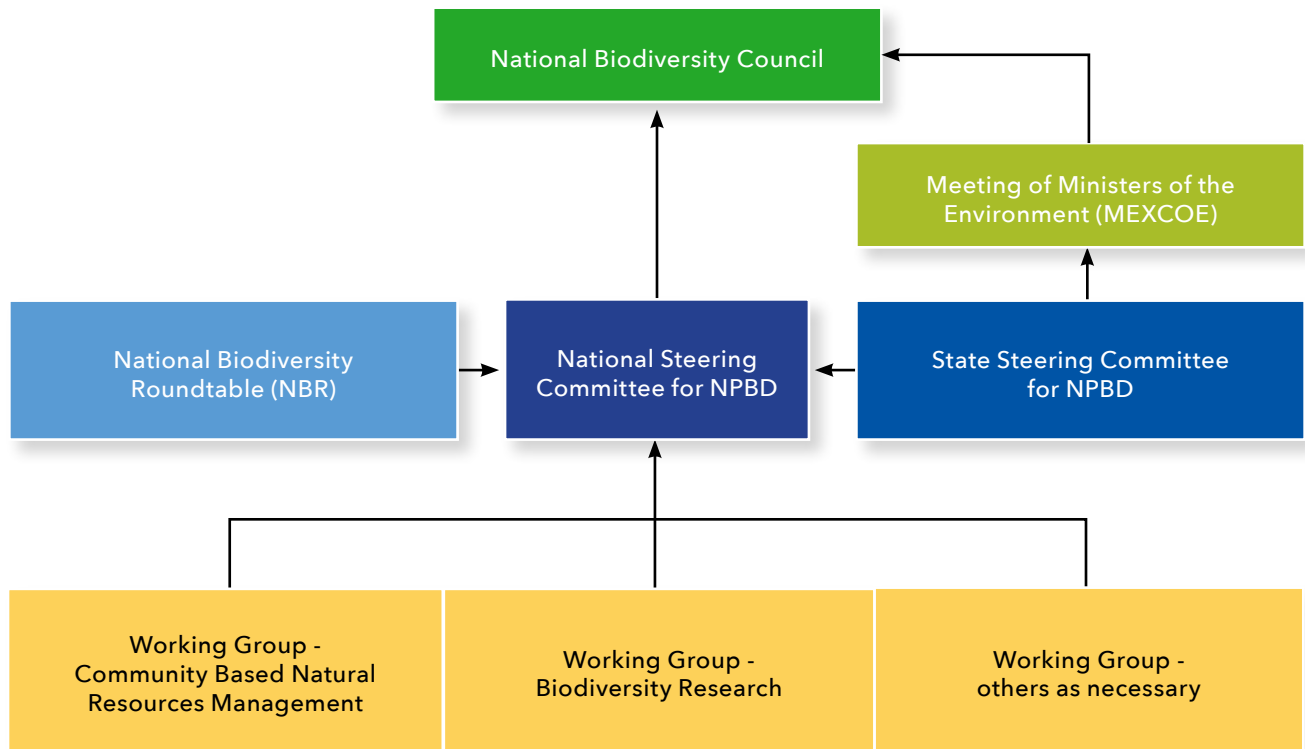 National Biodiversity Council
Meeting of Ministers of the
Environment (MEXCOE)
National Biodiversity
Roundtable (NBR)
National Steering
Committee for NPBD
State Steering Committee
for NPBD
Working Group -
Community Based Natural
Resources Management
Working Group -
Biodiversity Research
Working Group -
others as necessary